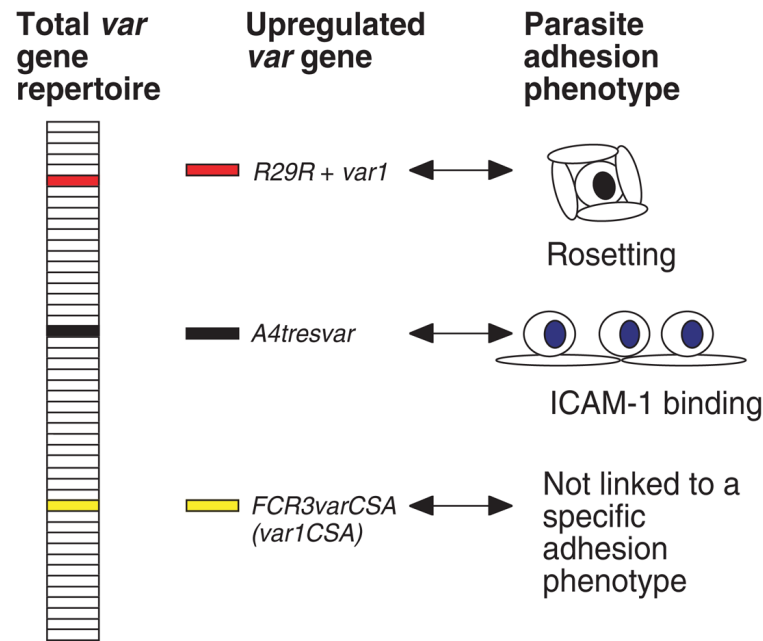 Total var
gene
repertoire
Upregulated
var gene
Parasite
adhesion
phenotype
R29R + var1
Rosetting
A4tresvar
ICAM-1 binding
FCR3varCSA
(var1CSA)
Not linked to a
specific
adhesion
phenotype